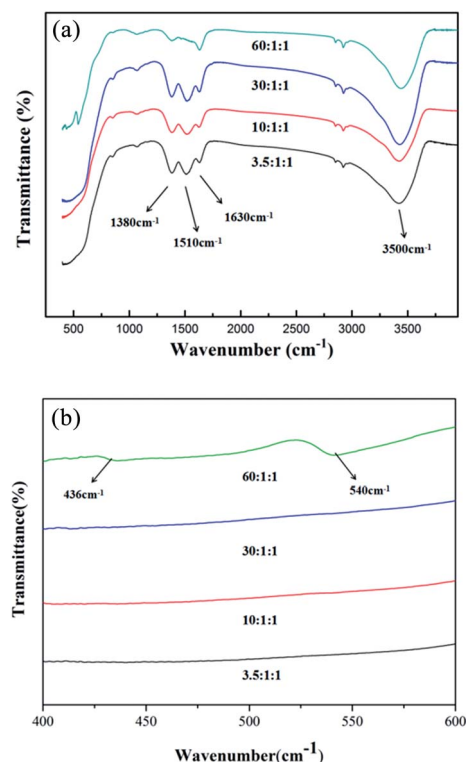 (a)
60:1:1
30:1:1
10:1:1
3.5:1:1
1380cm-1
1510cm-1
1630cm-1
3500cm-1
Transmittance (%)
500 1000 1500 2000 2500 3000 3500
Wavenumber (cm-1)
(b)
436cm-1
540cm-1
60:1:1
30:1:1
10:1:1
3.5:1:1
Transmittance(%)
400 450 500 550 600
Wavenumber(cm-1)